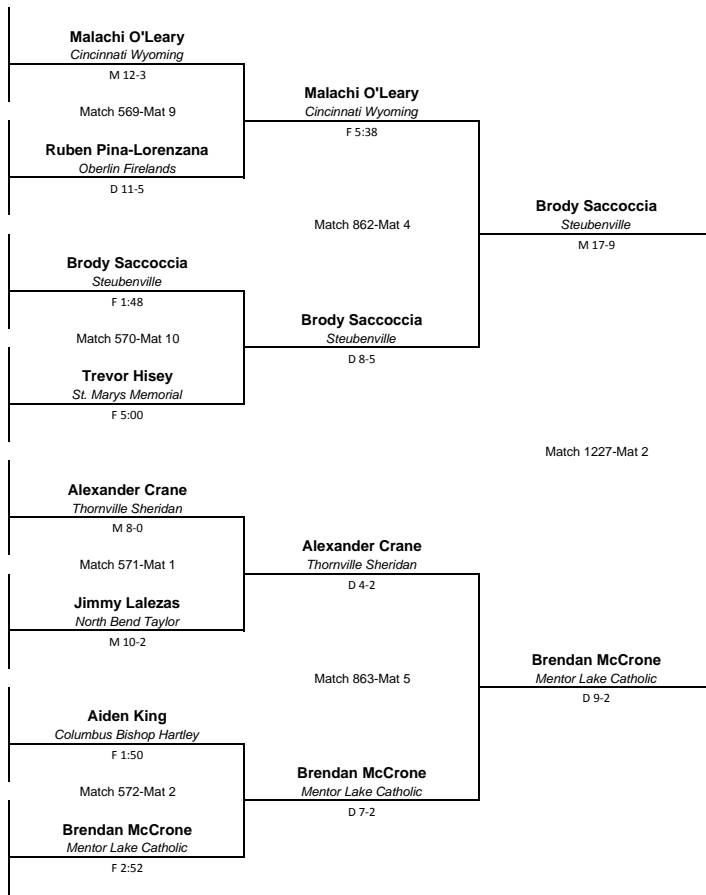 Malachi O'Leary
Cincinnati Wyoming
M 12-3
Match 569-Mat 9
Ruben Pina-Lorenzana
Oberlin Firelands
D 11-5
Malachi O'Leary
Cincinnati Wyoming
F 5:38
Match 862-Mat 4
Brody Saccoccia
Steubenville
M 17-9
Brody Saccoccia
Steubenville
F 1:48
Match 570-Mat 10
Trevor Hisey
St. Marys Memorial
F 5:00
Brody Saccoccia
Steubenville
D 8-5
Match 1227-Mat 2
Alexander Crane
Thornville Sheridan
M 8-0
Match 571-Mat 1
Jimmy Lalezas
North Bend Taylor
M 10-2
Alexander Crane
Thornville Sheridan
D 4-2
Match 863-Mat 5
Brendan McCrone
Mentor Lake Catholic
D 9-2
Aiden King
Columbus Bishop Hartley
F 1:50
Match 572-Mat 2
Brendan McCrone
Mentor Lake Catholic
F 2:52
Brendan McCrone
Mentor Lake Catholic
D 7-2